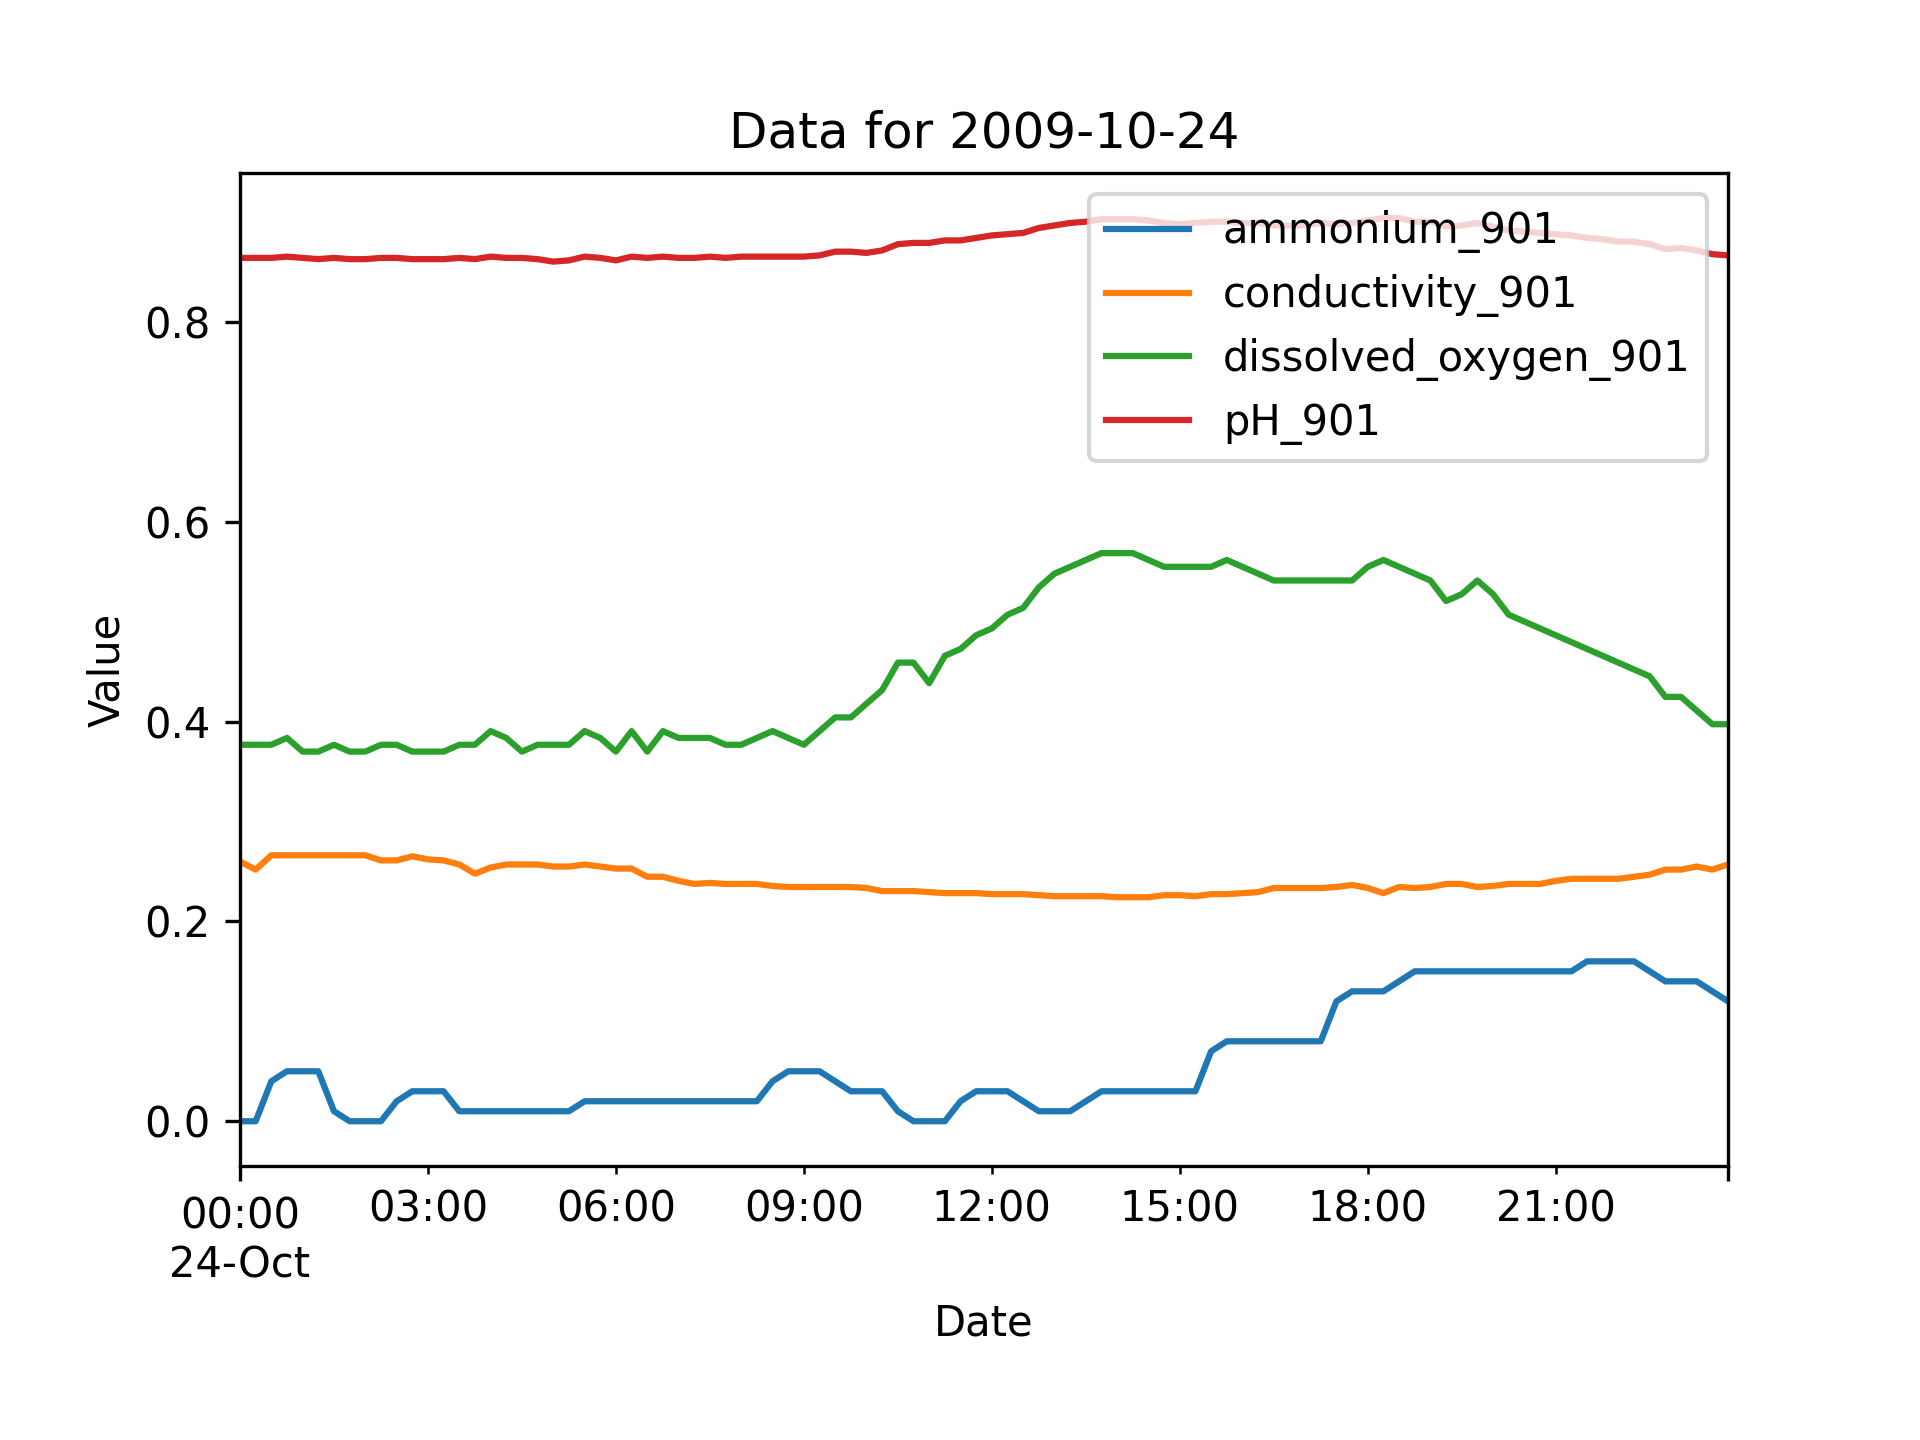 Data for 2009-10-24
ammonium_901
conductivity_901
dissolved_oxygen_901
pH_901
Value
0.8
0.6
0.4
0.2
0.0
00:00 03:00 06:00 09:00 12:00 15:00 18:00 21:00
24-Oct
Date